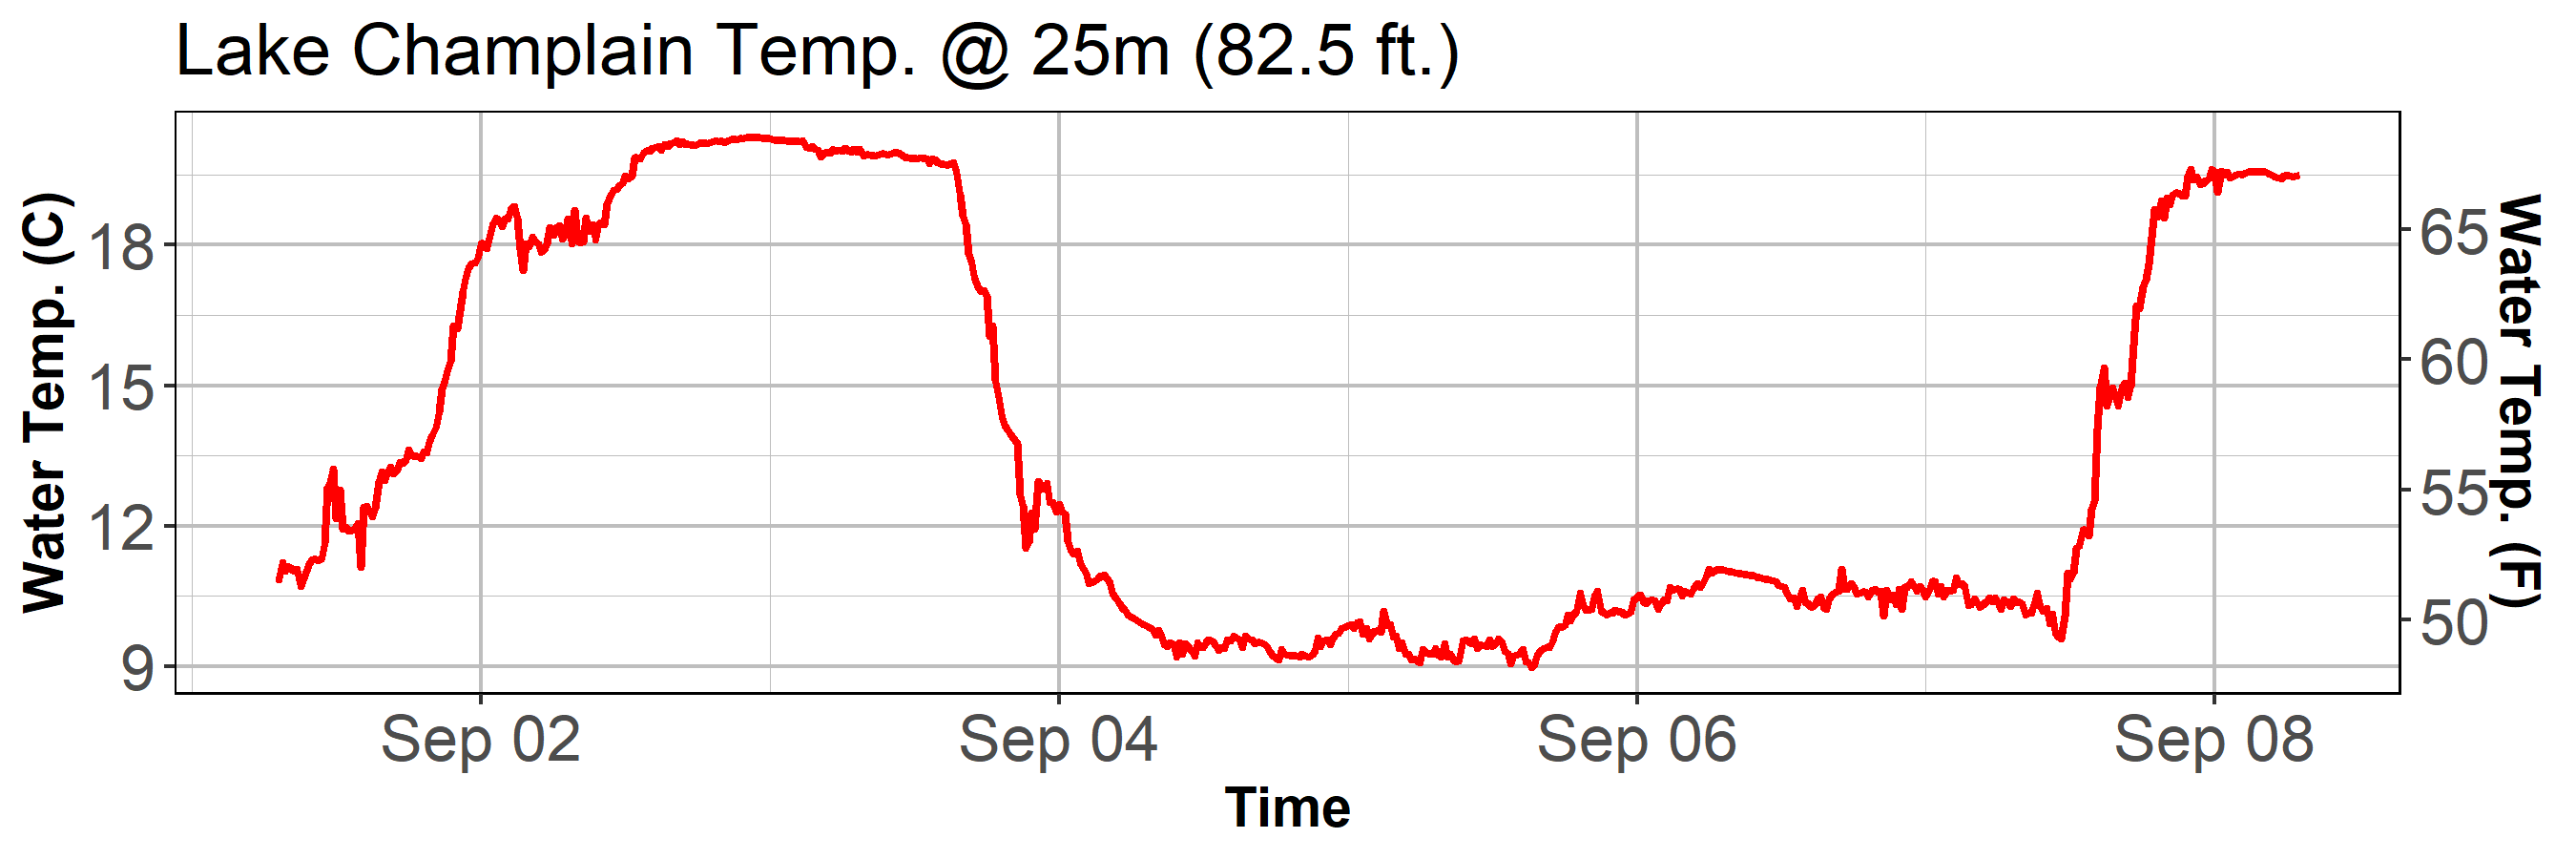 Lake Champlain Temp. @ 25m (82.5 ft.)
Water Temp. (C)
18
15
12
9
65
60
55
50
Water Temp. (F)
Sep 02 Sep 04 Sep 06 Sep 08
Time